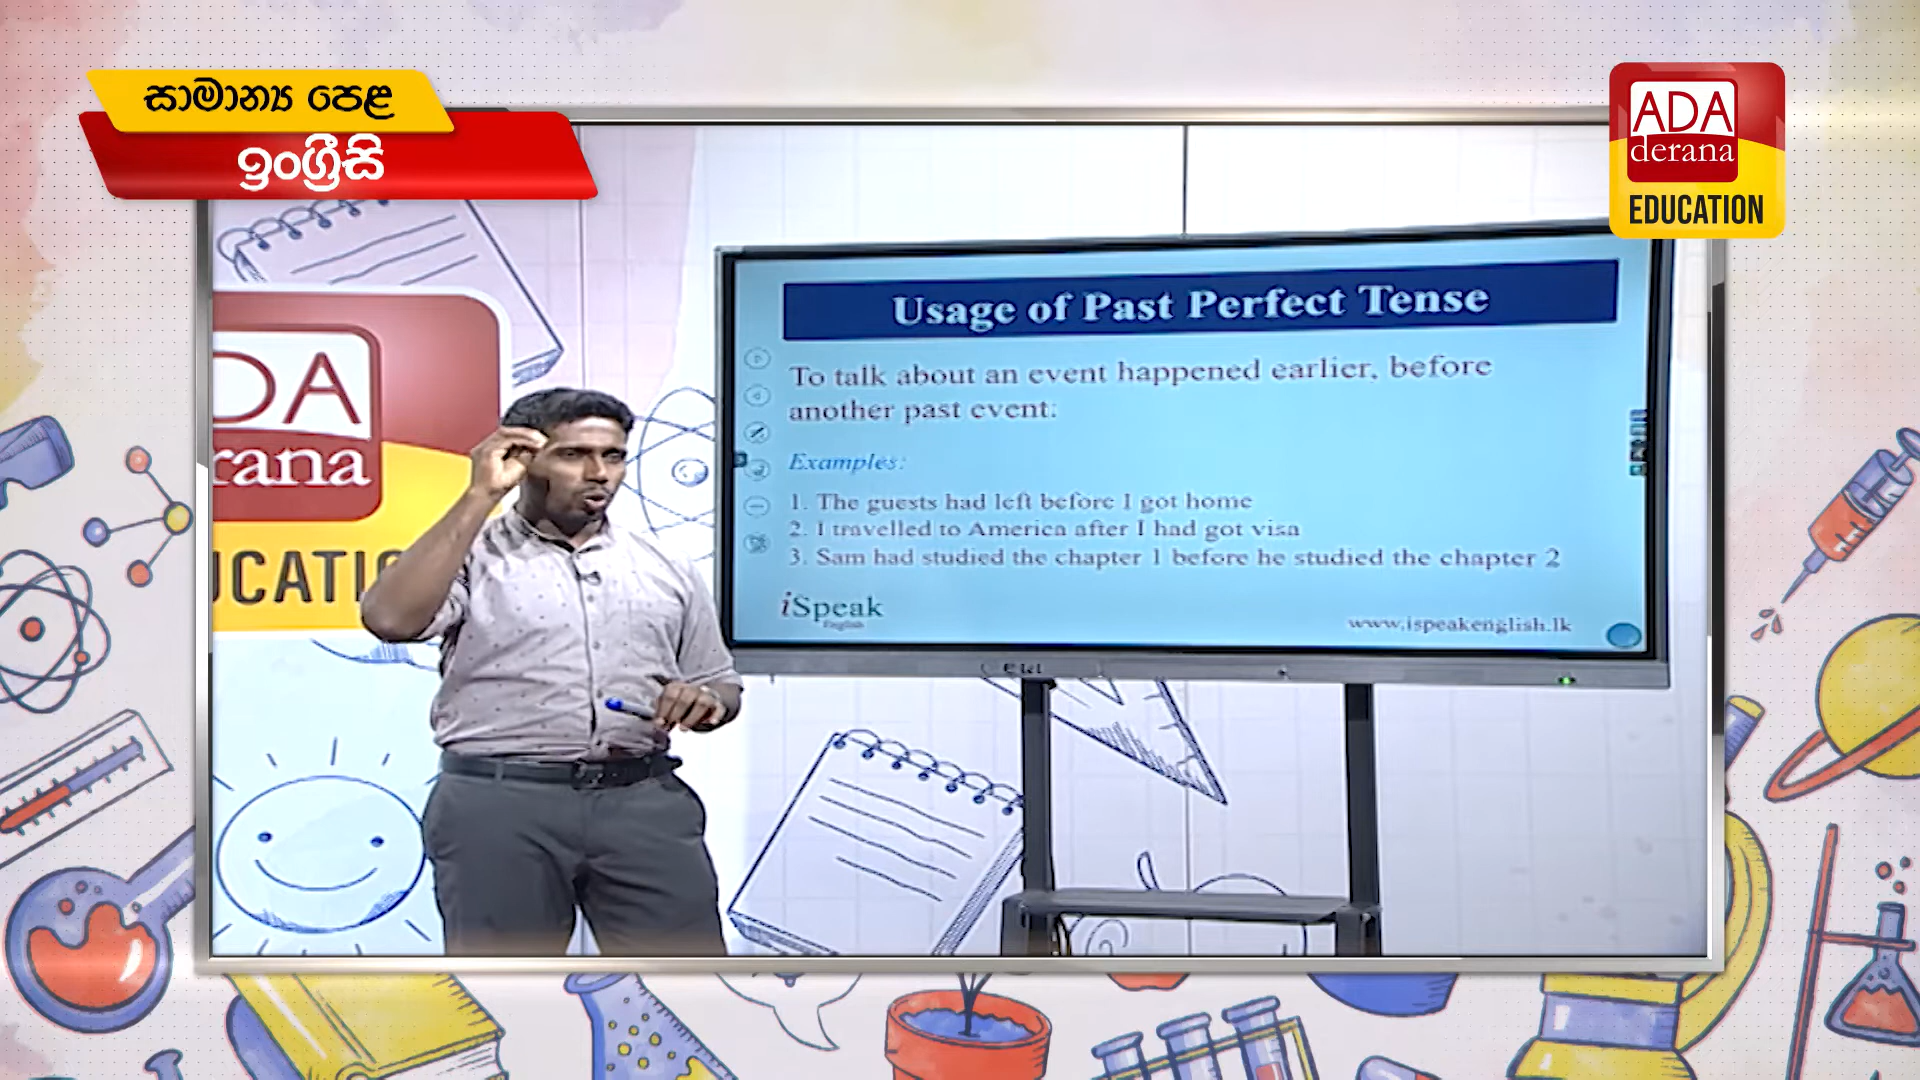 සාමාන්‍ය පෙළ
ඉංග්‍රීසි
ADA
derana
EDUCATION
DA
rana
UCATIO
Usage of Past Perfect Tense
To talk about an event happened earlier, before
another past event:
Examples:
1. The guests had left before I got home
2. I travelled to America after I had got visa
3. Sam had studied the chapter 1 before he studied the chapter 2
iSpeak
English
www.ispeakenglish.lk